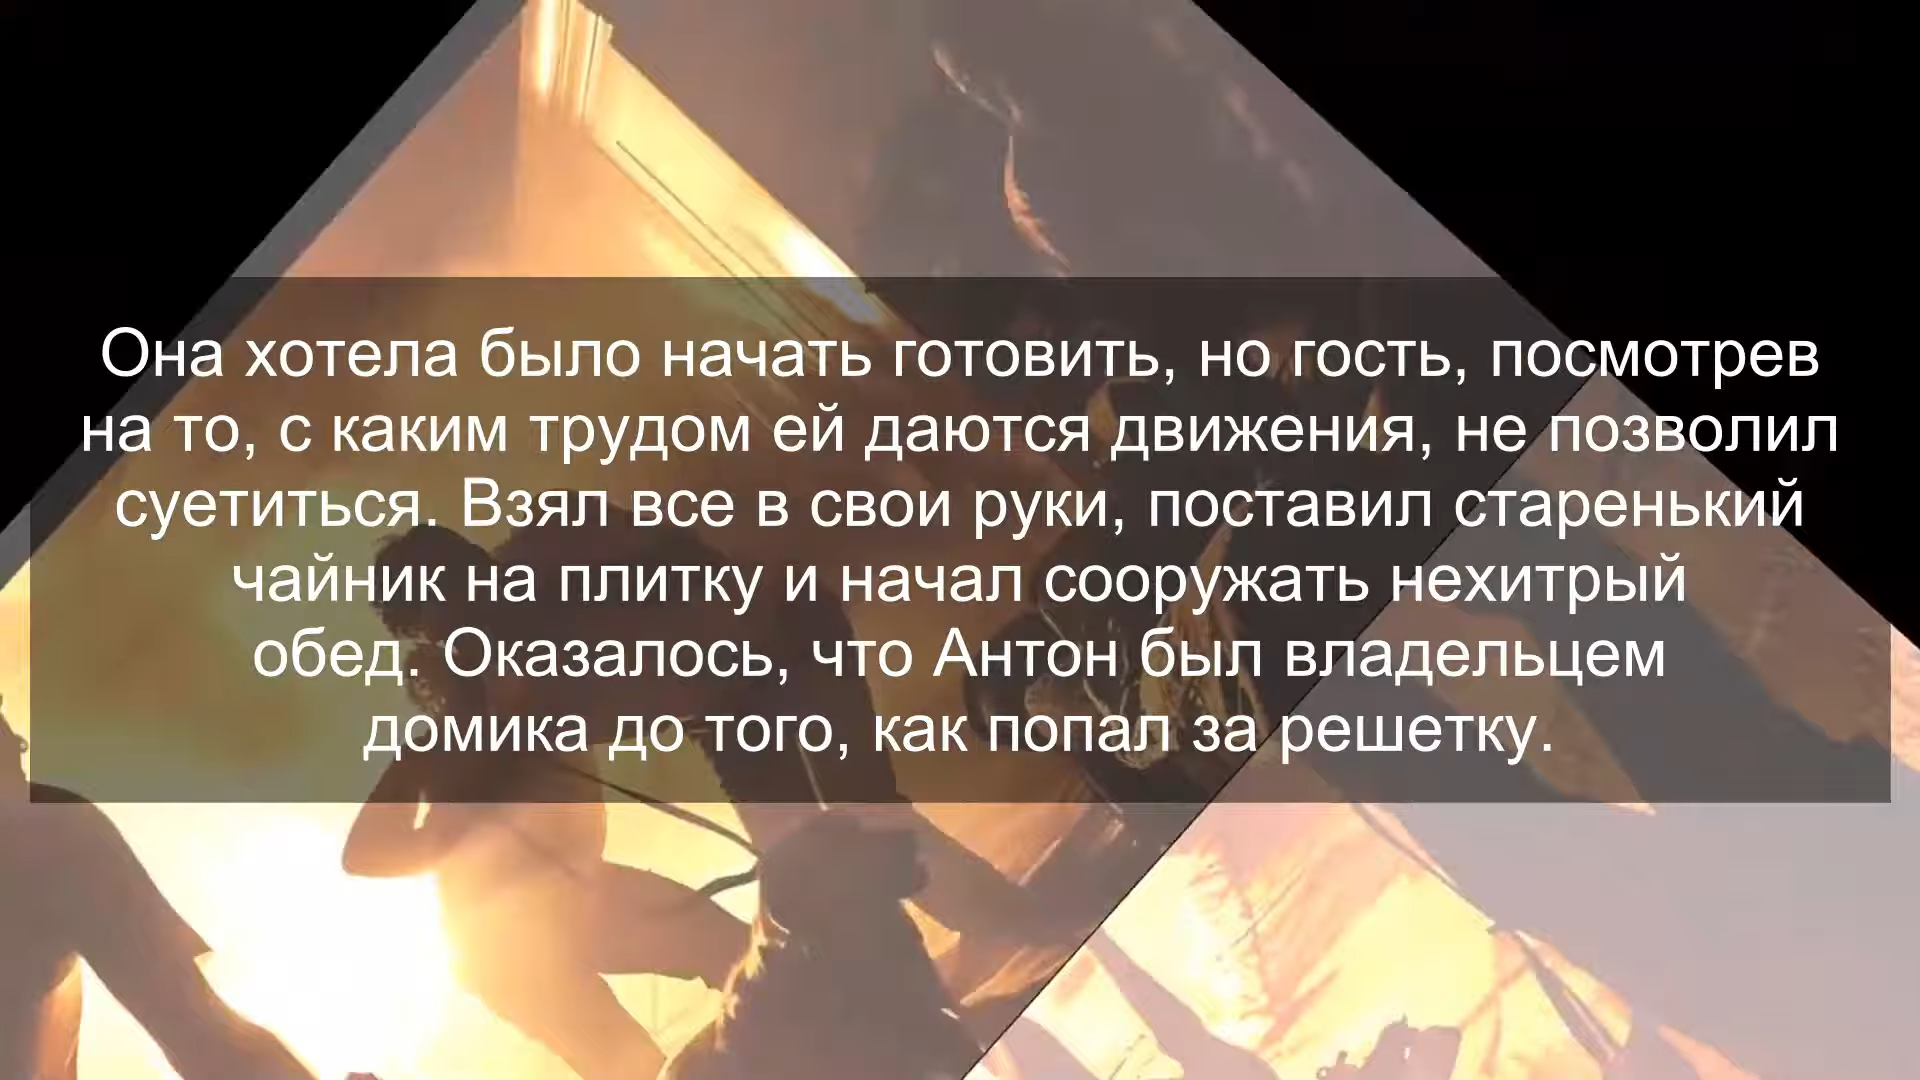 Она хотела было начать готовить, но гость, посмотрев
на то, с каким трудом ей даются движения, не позволил
суетиться. Взял все в свои руки, поставил старенький
чайник на плитку и начал сооружать нехитрый
обед. Оказалось, что Антон был владельцем
домика до того, как попал за решетку.